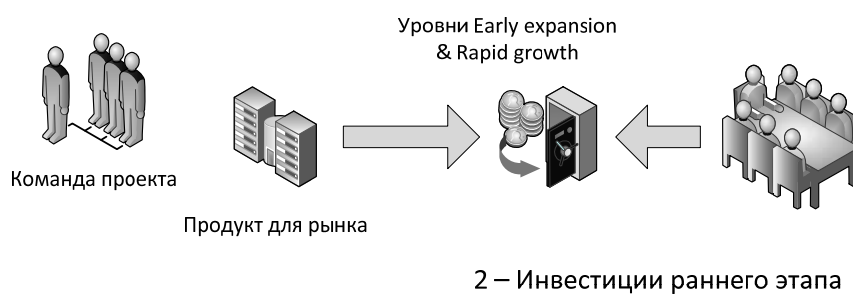 Уровни Early expansion
& Rapid growth
Команда проекта
Продукт для рынка
2 – Инвестиции раннего этапа